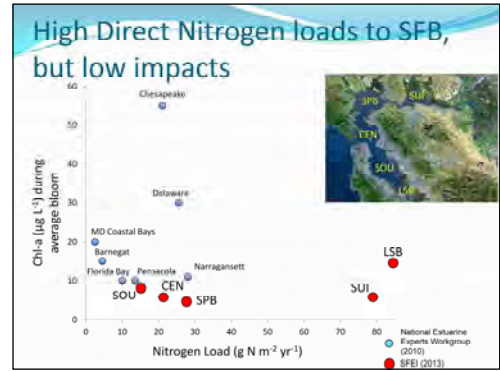 High Direct Nitrogen loads to SFB,
but low impacts
60
50
40
30
20
10
0
Chl-a (µg L⁻¹) during
average bloom
Chesapeake
Delaware
MD Coastal Bays
Barnegat
Florida Bay
Pensacola
Narragansett
SOU
CEN
SPB
SUI
LSB
0
10
20
30
40
50
60
70
80
90
Nitrogen Load (g N m⁻² yr⁻¹)
SPB
SUI
CEN
SOU
LSB
National Estuarine
Experts Workgroup
(2010)
SFEI (2013)